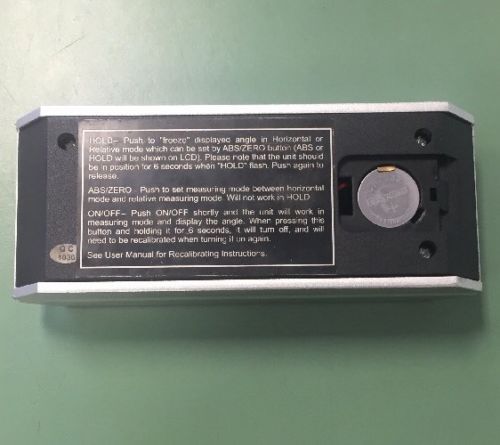 HOLD– Push to "freeze" displayed angle in Horizontal or
Relative mode which can be set by ABS/ZERO button (ABS or
HOLD will be shown on LCD). Please note that the unit should
be in position for 6 seconds when "HOLD" flash. Push again to
release.
ABS/ZERO - Push to set measuring mode between horizontal
mode and relative measuring mode. Will not work in HOLD
ON/OFF– Push ON/OFF shortly and the unit will work in
measuring mode and display the angle. When pressing this
button and holding it for 6 seconds, it will turn off, and will
need to be recalibrated when turning it on again.
See User Manual for Recalibrating Instructions.
QC
1030